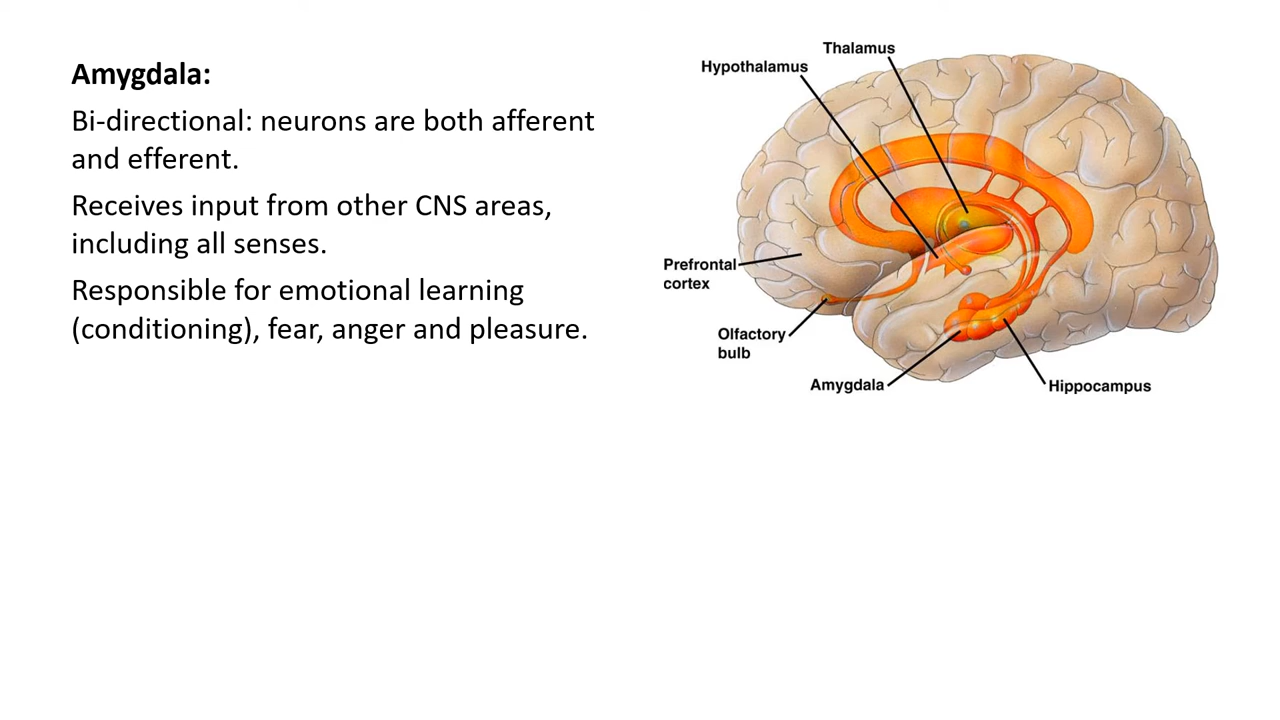 Amygdala:
Bi-directional: neurons are both afferent
and efferent.
Receives input from other CNS areas,
including all senses.
Responsible for emotional learning
(conditioning), fear, anger and pleasure.
Thalamus
Hypothalamus
Prefrontal
cortex
Olfactory
bulb
Amygdala
Hippocampus